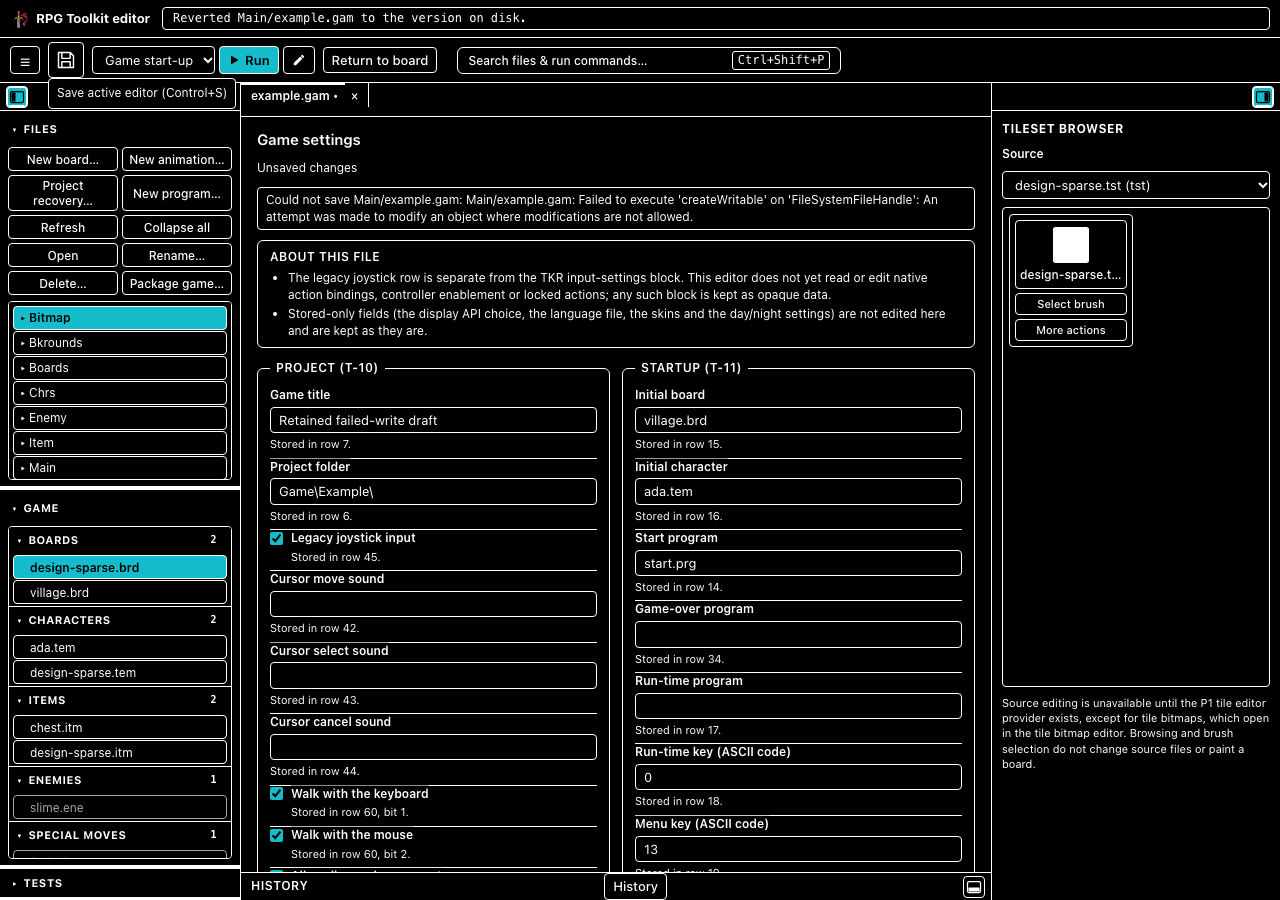 RPG Toolkit editor
Reverted Main/example.gam to the version on disk.
Game start-up
Run
Return to board
Search files & run commands...
Ctrl+Shift+P
Save active editor (Control+S)
example.gam •
×
FILES
New board...
New animation...
Project recovery...
New program...
Refresh
Collapse all
Open
Rename...
Delete...
Package game...
Bitmap
Bkrounds
Boards
Chrs
Enemy
Item
Main
GAME
BOARDS 2
design-sparse.brd
village.brd
CHARACTERS 2
ada.tem
design-sparse.tem
ITEMS 2
chest.itm
design-sparse.itm
ENEMIES 1
slime.ene
SPECIAL MOVES 1
TESTS
Game settings
Unsaved changes
Could not save Main/example.gam: Main/example.gam: Failed to execute 'createWritable' on 'FileSystemFileHandle': An
attempt was made to modify an object where modifications are not allowed.
ABOUT THIS FILE
• The legacy joystick row is separate from the TKR input-settings block. This editor does not yet read or edit native
action bindings, controller enablement or locked actions; any such block is kept as opaque data.
• Stored-only fields (the display API choice, the language file, the skins and the day/night settings) are not edited here
and are kept as they are.
PROJECT (T-10)
Game title
Retained failed-write draft
Stored in row 7.
Project folder
Game\Example\
Stored in row 6.
Legacy joystick input
Stored in row 45.
Cursor move sound
Stored in row 42.
Cursor select sound
Stored in row 43.
Cursor cancel sound
Stored in row 44.
Walk with the keyboard
Stored in row 60, bit 1.
Walk with the mouse
Stored in row 60, bit 2.
STARTUP (T-11)
Initial board
village.brd
Stored in row 15.
Initial character
ada.tem
Stored in row 16.
Start program
start.prg
Stored in row 14.
Game-over program
Stored in row 34.
Run-time program
Stored in row 17.
Run-time key (ASCII code)
0
Stored in row 18.
Menu key (ASCII code)
13
HISTORY
History
TILESET BROWSER
Source
design-sparse.tst (tst)
design-sparse.t...
Select brush
More actions
Source editing is unavailable until the P1 tile editor
provider exists, except for tile bitmaps, which open
in the tile bitmap editor. Browsing and brush
selection do not change source files or paint a
board.